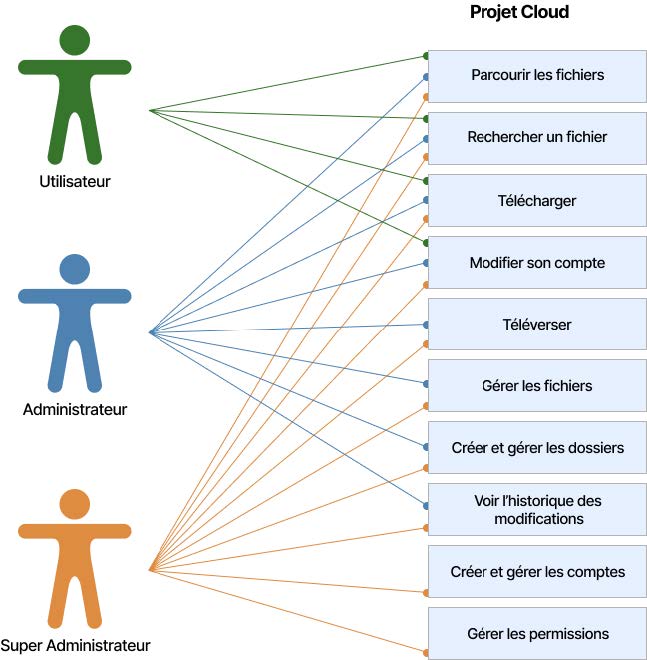 Projet Cloud
Utilisateur
Administrateur
Super Administrateur
Parcourir les fichiers
Rechercher un fichier
Télécharger
Modifier son compte
Téléverser
Gérer les fichiers
Créer et gérer les dossiers
Voir l'historique des
modifications
Créer et gérer les comptes
Gérer les permissions